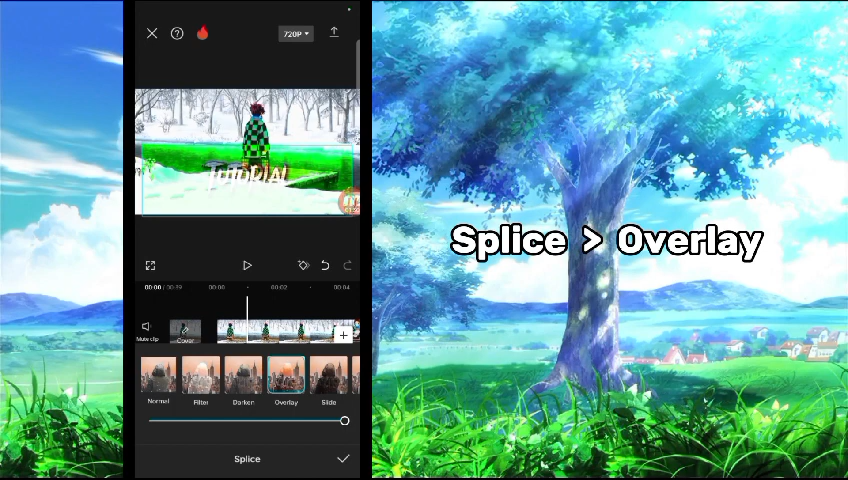 720P
TUTORIAL
00:00 / 00:39
00:00
00:02
00:04
Mute clip
Cover
Normal
Filter
Darken
Overlay
Slide
Splice
Splice > Overlay